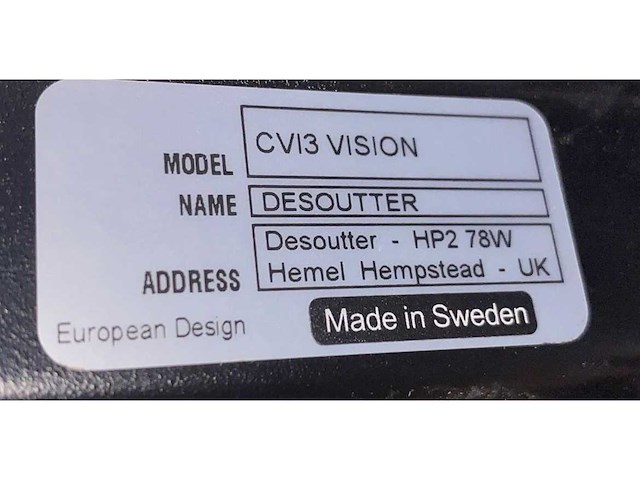 MODEL CVI3 VISION
NAME DESOUTTER
Desoutter - HP2 78W
ADDRESS Hemel Hempstead - UK
European Design Made in Sweden